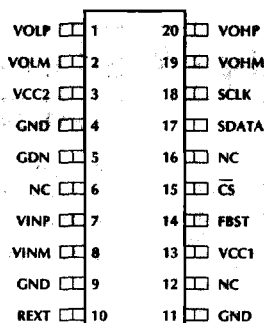 VOLP 1 20 VOHP
VOLM 2 19 VOHM
VCC2 3 18 SCLK
GND 4 17 SDATA
GDN 5 16 NC
NC 6 15 C̅S̅
VINP 7 14 FBST
VINM 8 13 VCC1
GND 9 12 NC
REXT 10 11 GND